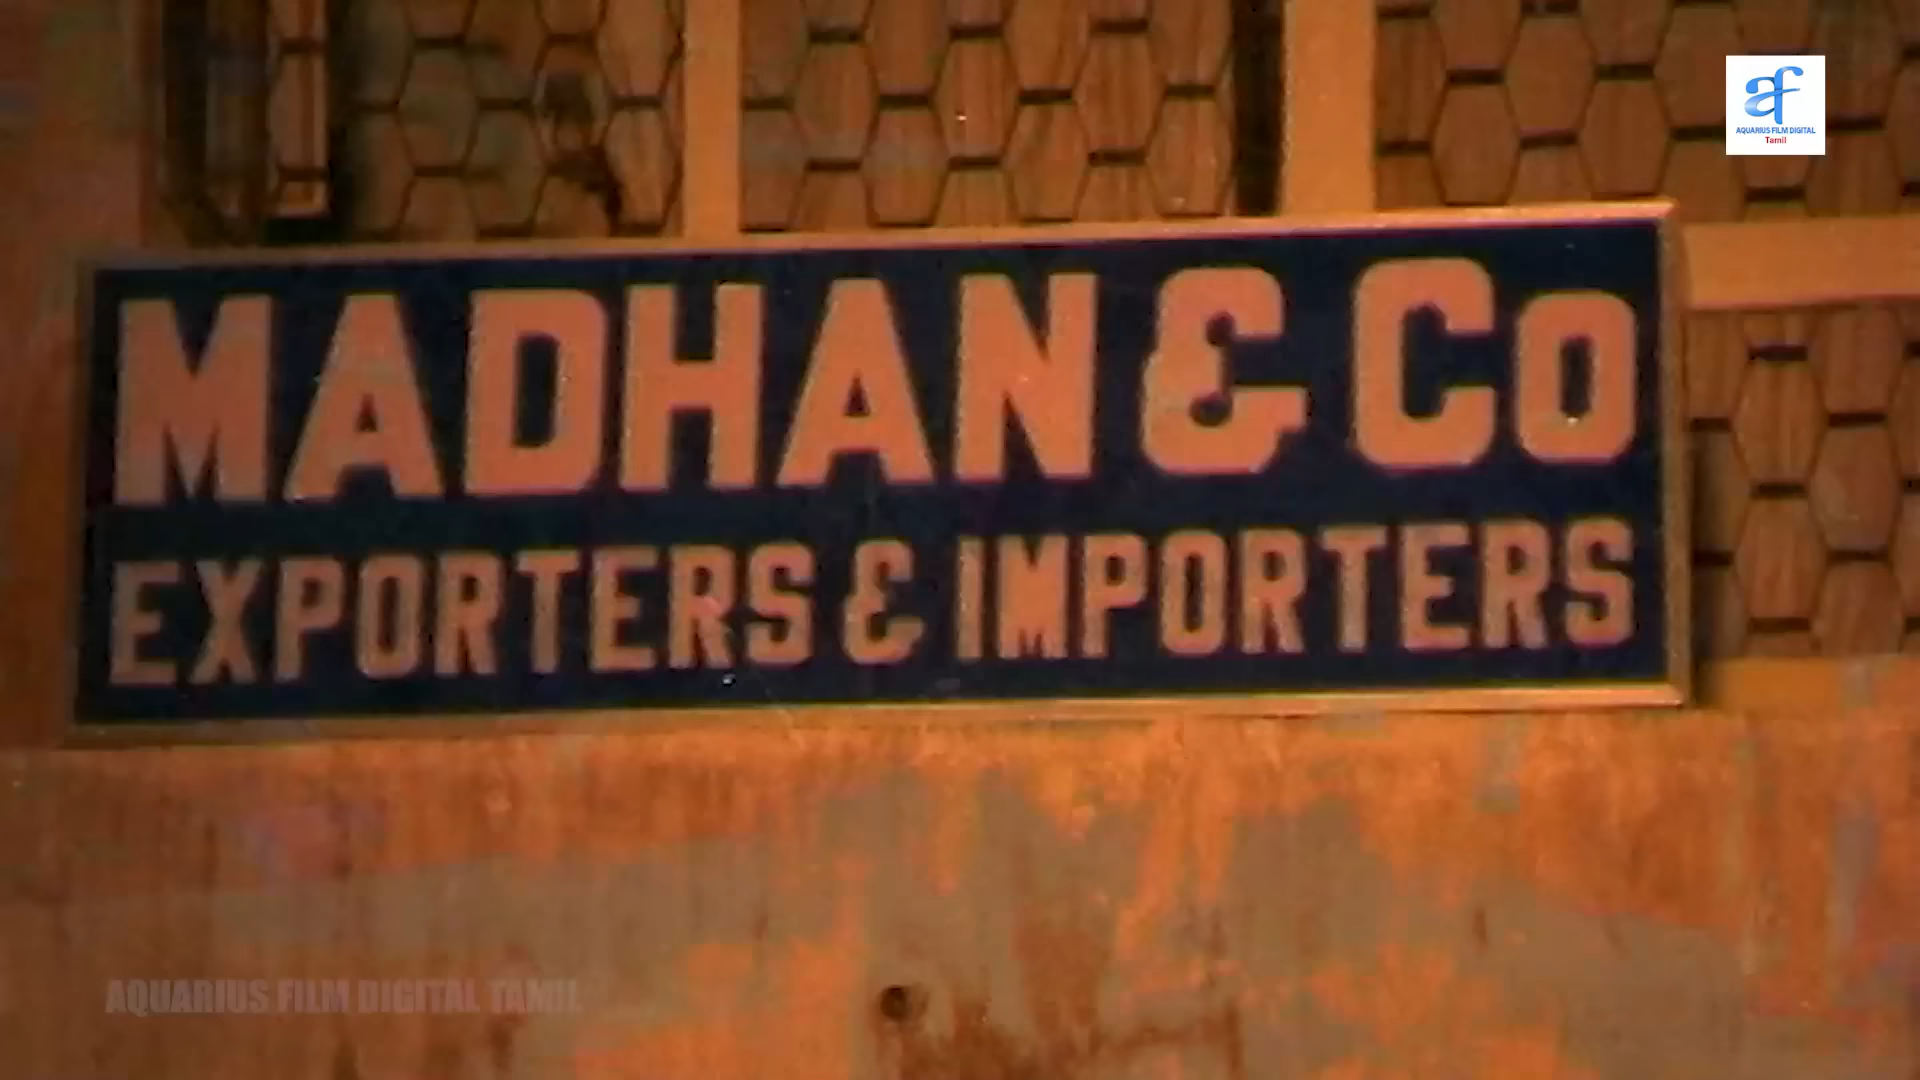 AQUARIUS FILM DIGITAL
Tamil
MADHAN & CO
EXPORTERS & IMPORTERS
AQUARIUS FILM DIGITAL TAMIL